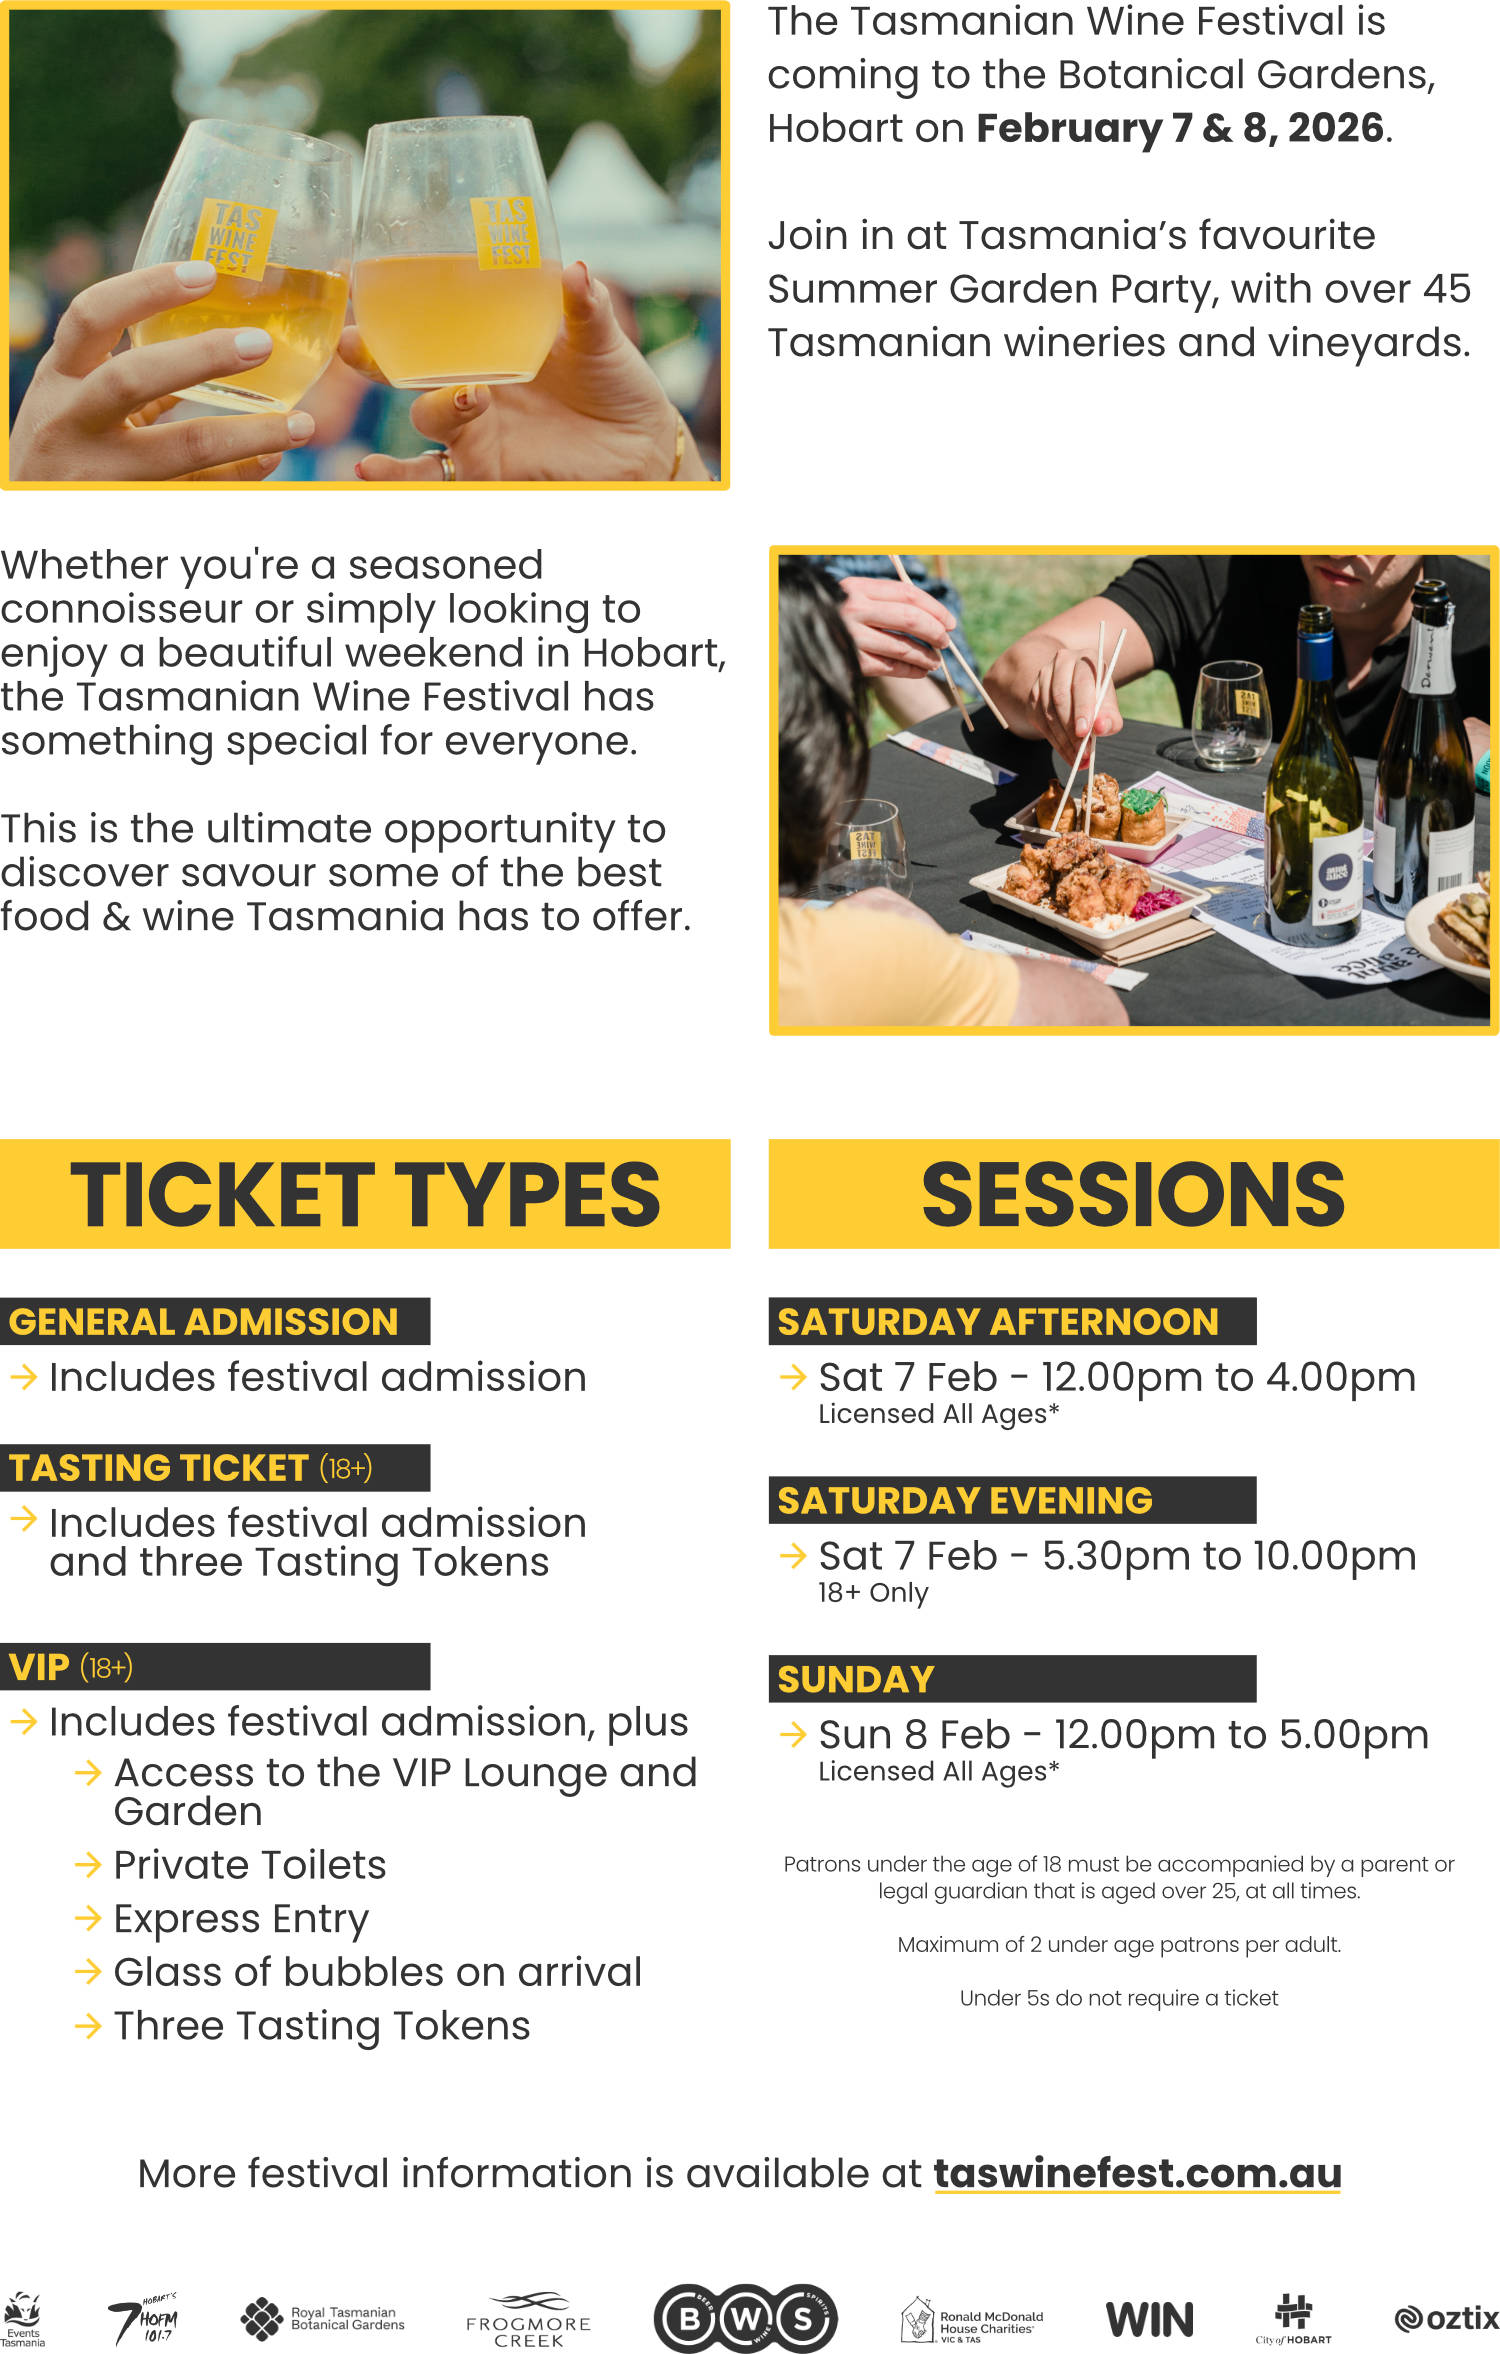 TAS
WINE
FEST
TAS
WINE
FEST
The Tasmanian Wine Festival is
coming to the Botanical Gardens,
Hobart on February 7 & 8, 2026.
Join in at Tasmania’s favourite
Summer Garden Party, with over 45
Tasmanian wineries and vineyards.
Whether you're a seasoned
connoisseur or simply looking to
enjoy a beautiful weekend in Hobart,
the Tasmanian Wine Festival has
something special for everyone.
This is the ultimate opportunity to
discover savour some of the best
food & wine Tasmania has to offer.
TICKET TYPES
GENERAL ADMISSION
→ Includes festival admission
TASTING TICKET (18+)
→ Includes festival admission
and three Tasting Tokens
VIP (18+)
→ Includes festival admission, plus
→ Access to the VIP Lounge and
Garden
→ Private Toilets
→ Express Entry
→ Glass of bubbles on arrival
→ Three Tasting Tokens
SESSIONS
SATURDAY AFTERNOON
→ Sat 7 Feb - 12.00pm to 4.00pm
Licensed All Ages*
SATURDAY EVENING
→ Sat 7 Feb - 5.30pm to 10.00pm
18+ Only
SUNDAY
→ Sun 8 Feb - 12.00pm to 5.00pm
Licensed All Ages*
Patrons under the age of 18 must be accompanied by a parent or
legal guardian that is aged over 25, at all times.
Maximum of 2 under age patrons per adult.
Under 5s do not require a ticket
More festival information is available at taswinefest.com.au
Events
Tasmania
HOBART'S
7HOFM
101.7
Royal Tasmanian
Botanical Gardens
FROGMORE
CREEK
BEER
WINE
SPIRITS
BWS
Ronald McDonald
House Charities
VIC & TAS
WIN
City of HOBART
oztix